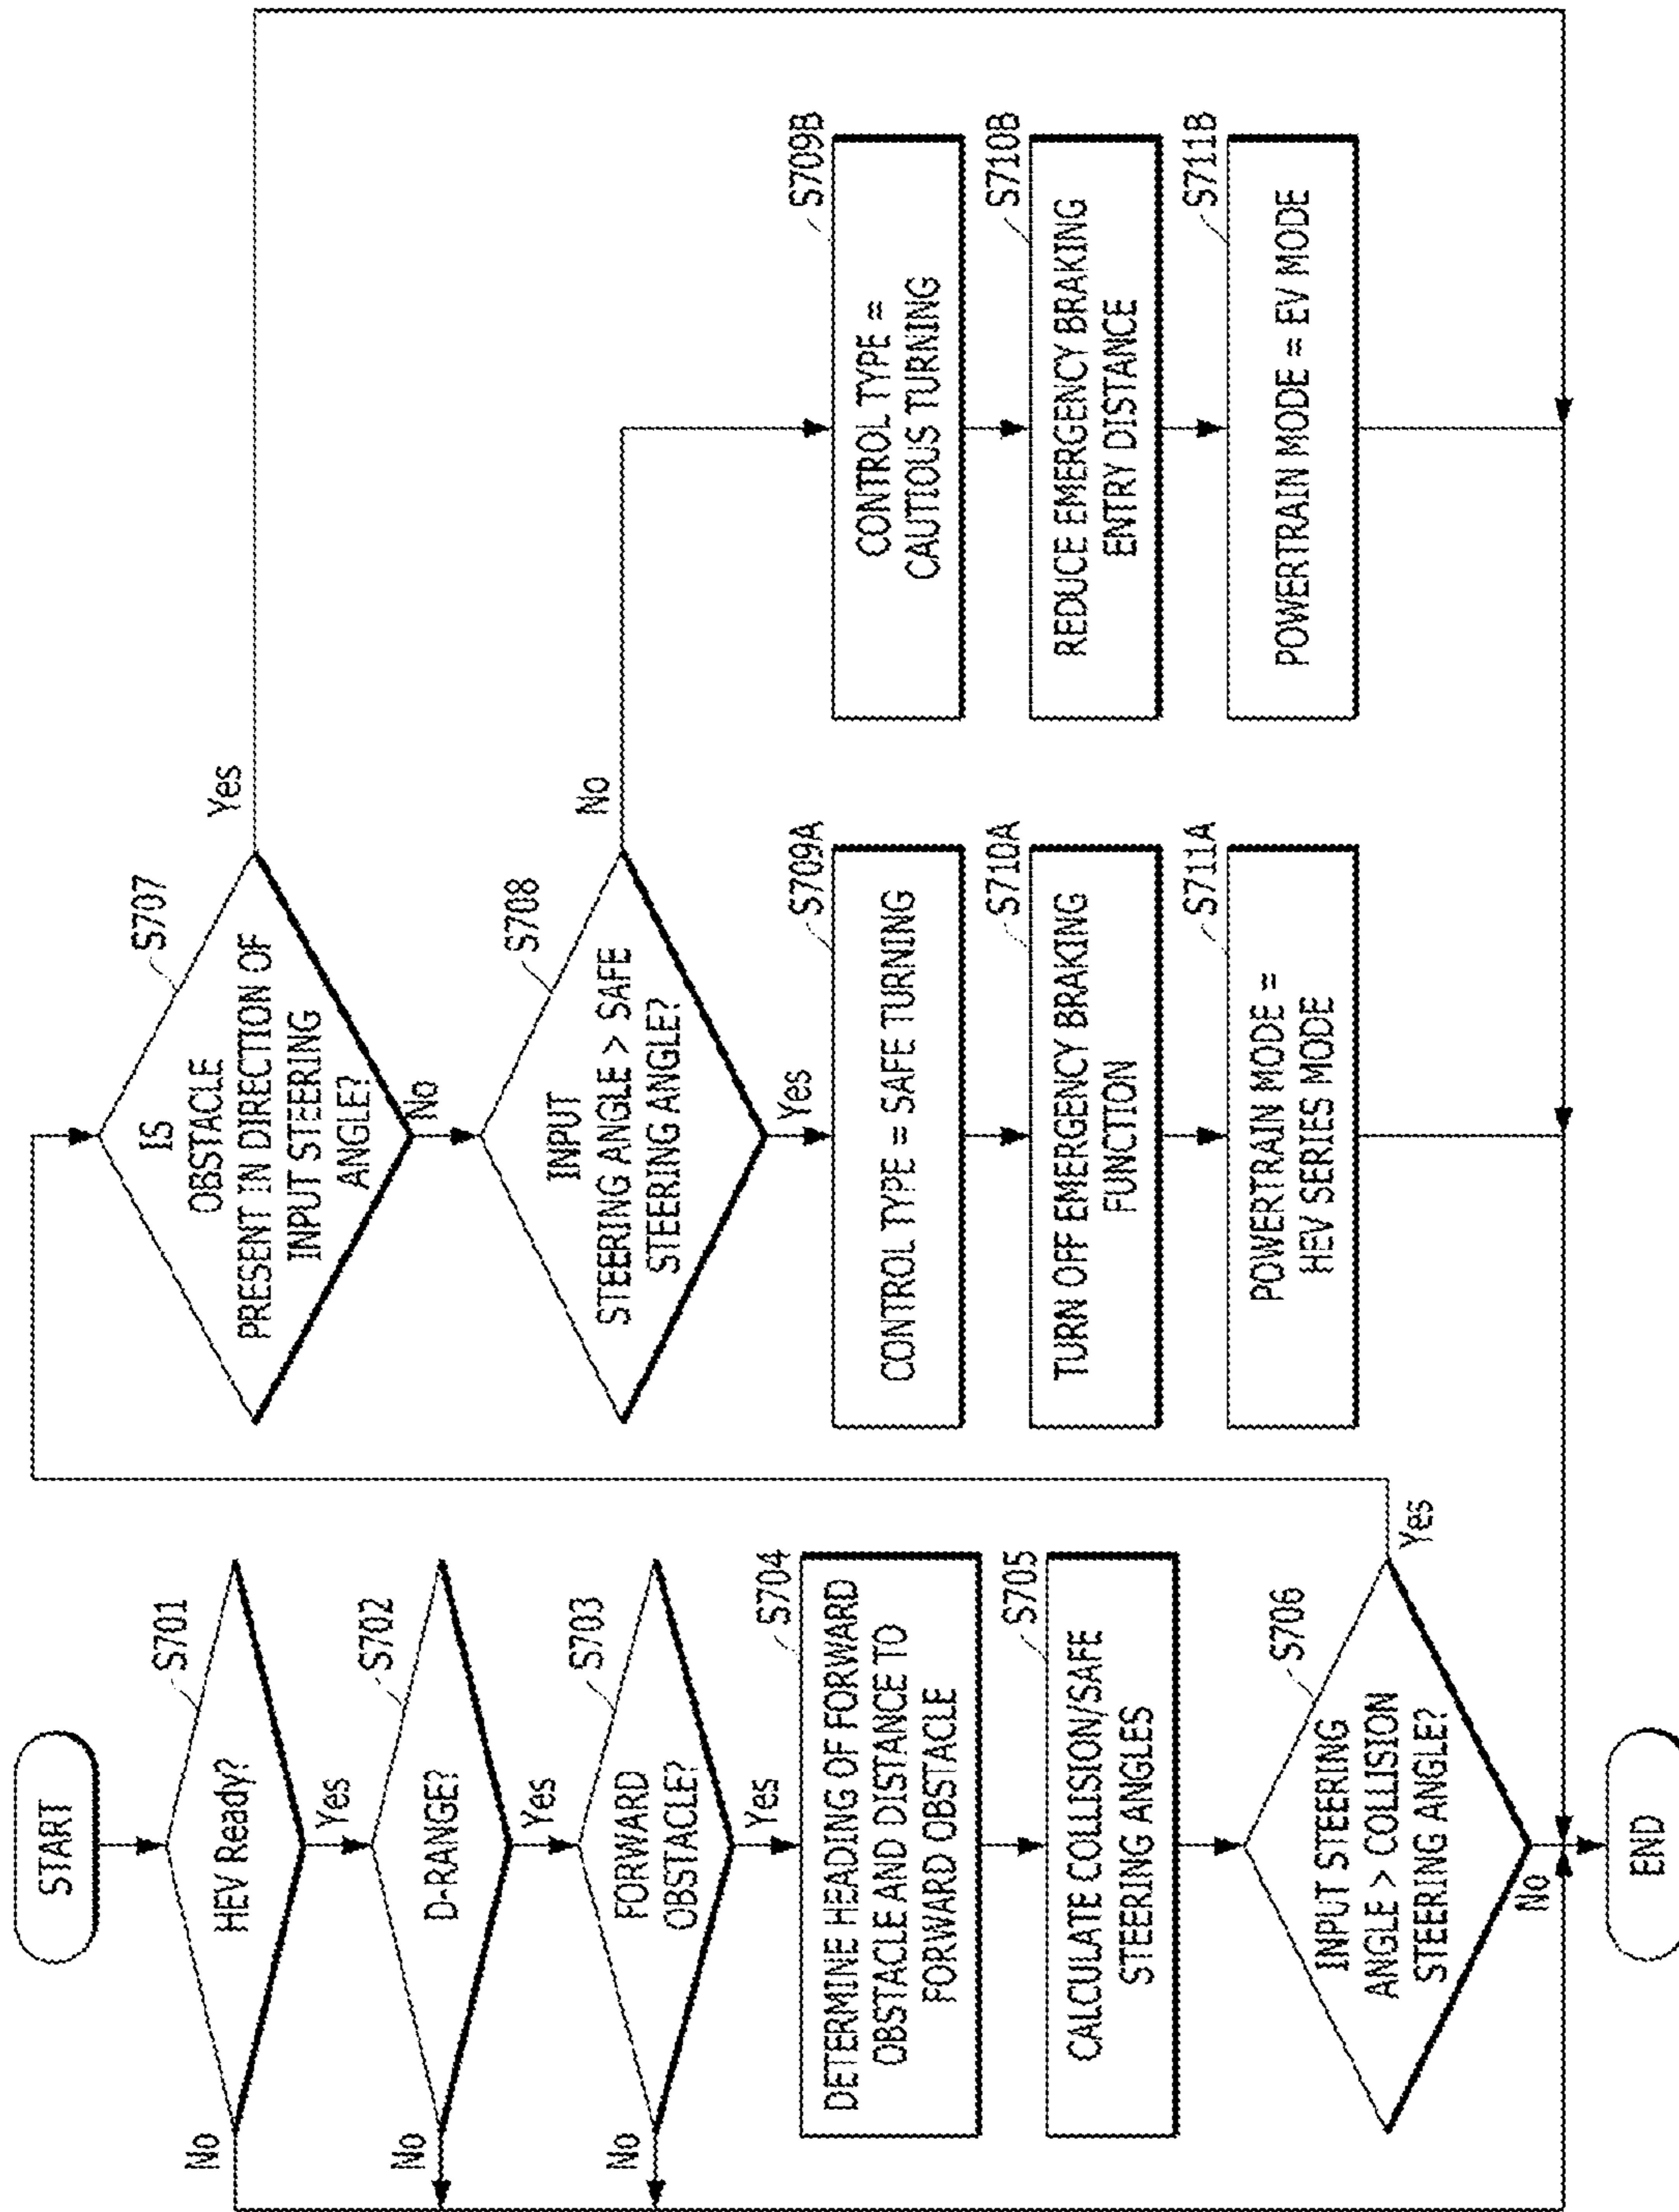 START
S701
HEV Ready?
No
Yes
S702
D-RANGE?
No
Yes
S703
FORWARD
OBSTACLE?
No
Yes
S704
DETERMINE HEADING OF FORWARD
OBSTACLE AND DISTANCE TO
FORWARD OBSTACLE
S705
CALCULATE COLLISION/SAFE
STEERING ANGLES
S706
INPUT STEERING
ANGLE > COLLISION
STEERING ANGLE?
Yes
No
END
S707
IS
OBSTACLE
PRESENT IN DIRECTION OF
INPUT STEERING
ANGLE?
Yes
No
S708
INPUT
STEERING ANGLE > SAFE
STEERING ANGLE?
No
Yes
S709A
CONTROL TYPE = SAFE TURNING
S710A
TURN OFF EMERGENCY BRAKING
FUNCTION
S711A
POWERTRAIN MODE =
HEV SERIES MODE
S709B
CONTROL TYPE =
CAUTIOUS TURNING
S710B
REDUCE EMERGENCY BRAKING
ENTRY DISTANCE
S711B
POWERTRAIN MODE = EV MODE